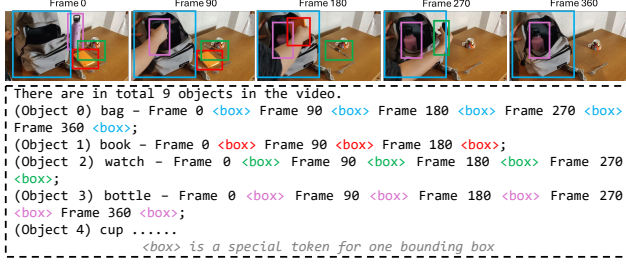 Frame 0 Frame 90 Frame 180 Frame 270 Frame 360
There are in total 9 objects in the video.
(Object 0) bag – Frame 0 <box> Frame 90 <box> Frame 180 <box> Frame 270 <box>
Frame 360 <box>;
(Object 1) book – Frame 0 <box> Frame 90 <box> Frame 180 <box>;
(Object 2) watch – Frame 0 <box> Frame 90 <box> Frame 180 <box> Frame 270
<box>;
(Object 3) bottle – Frame 0 <box> Frame 90 <box> Frame 180 <box> Frame 270
<box> Frame 360 <box>;
(Object 4) cup ......
<box> is a special token for one bounding box